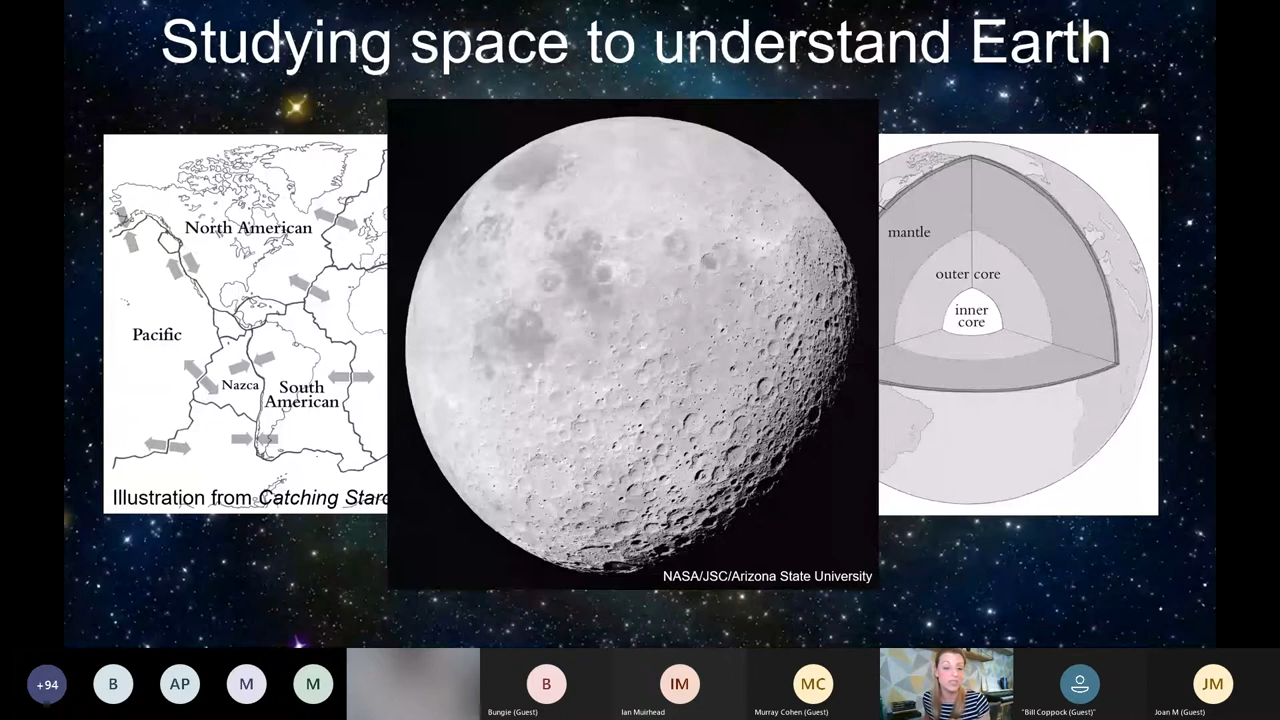 Studying space to understand Earth
North American
Pacific
Nazca
South
American
Illustration from Catching Stard
mantle
outer core
inner
core
NASA/JSC/Arizona State University
+94
B
AP
M
M
B
IM
MC
JM
Bungie (Guest)
Ian Muirhead
Murray Cohen (Guest)
"Bill Coppock (Guest)"
Joan M (Guest)